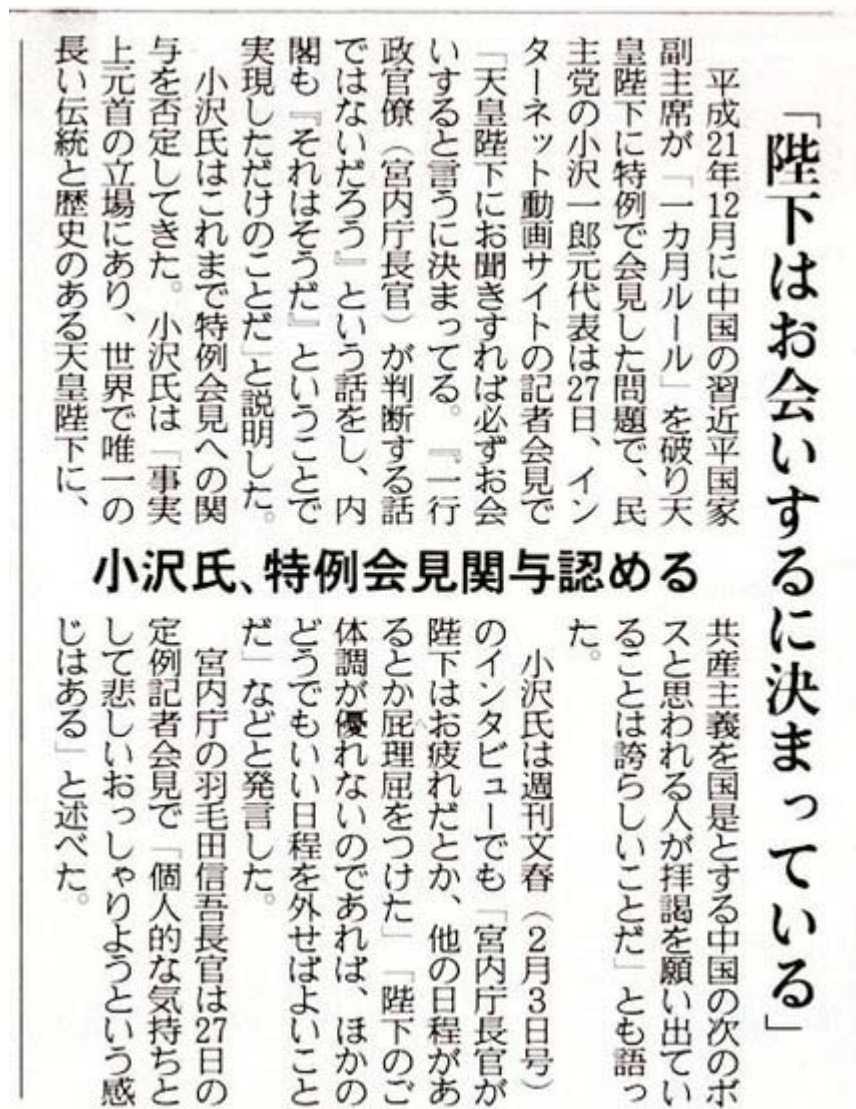 「陛下はお会いするに決まっている」
小沢氏、特例会見関与認める
平成21年12月に中国の習近平国家
副主席が「一カ月ルール」を破り天
皇陛下に特例で会見した問題で、民
主党の小沢一郎元代表は27日、イン
ターネット動画サイトの記者会見で
「天皇陛下にお聞きすれば必ずお会
いすると言うに決まってる。『一行
政官僚（宮内庁長官）が判断する話
ではないだろう』という話をし、内
閣も『それはそうだ』ということで
実現しただけのことだ」と説明した。
小沢氏はこれまで特例会見への関
与を否定してきた。小沢氏は「事実
上元首の立場にあり、世界で唯一の
長い伝統と歴史のある天皇陛下に、
共産主義を国是とする中国の次のボ
スと思われる人が拝謁を願い出てい
ることは誇らしいことだ」とも語っ
た。
小沢氏は週刊文春（2月3日号）
のインタビューでも「宮内庁長官が
陛下はお疲れだとか、他の日程があ
るとか屁理屈をつけた」「陛下のご
体調が優れないのであれば、ほかの
どうでもいい日程を外せばよいこと
だ」などと発言した。
宮内庁の羽毛田信吾長官は27日の
定例記者会見で「個人的な気持ちと
して悲しいおっしゃりようという感
じはある」と述べた。